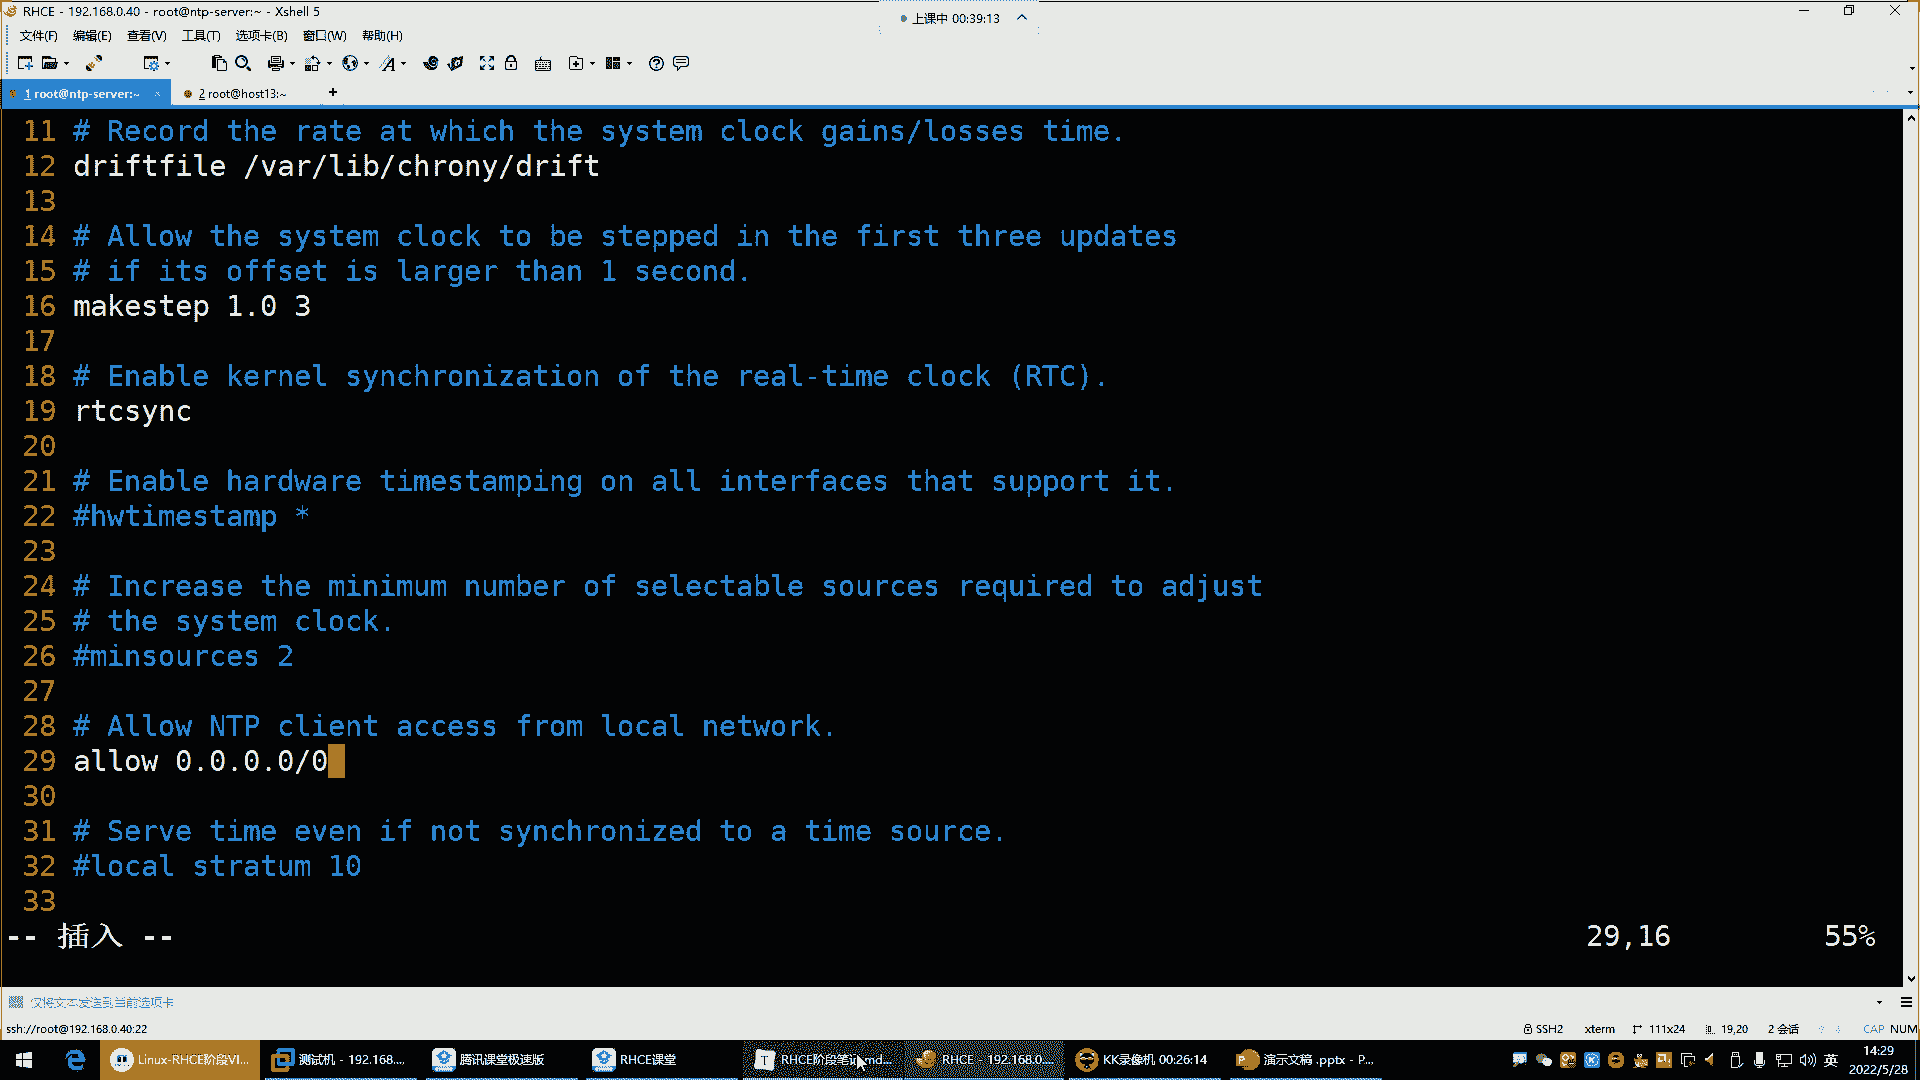 RHCE - 192.168.0.40 - root@ntp-server:~ - Xshell 5
上课中 00:39:13
文件(F) 编辑(E) 查看(V) 工具(T) 选项卡(B) 窗口(W) 帮助(H)
1 root@ntp-server:~ × 2 root@host13:~ +
11 # Record the rate at which the system clock gains/losses time.
12 driftfile /var/lib/chrony/drift
13
14 # Allow the system clock to be stepped in the first three updates
15 # if its offset is larger than 1 second.
16 makestep 1.0 3
17
18 # Enable kernel synchronization of the real-time clock (RTC).
19 rtcsync
20
21 # Enable hardware timestamping on all interfaces that support it.
22 #hwtimestamp *
23
24 # Increase the minimum number of selectable sources required to adjust
25 # the system clock.
26 #minsources 2
27
28 # Allow NTP client access from local network.
29 allow 0.0.0.0/0
30
31 # Serve time even if not synchronized to a time source.
32 #local stratum 10
33
-- 插入 -- 29,16 55%
仅将文本发送到当前选项卡
ssh://root@192.168.0.40:22 SSH2 xterm 111x24 19,20 2 会话 CAP NUM
Linux-RHCE阶段VI... 测试机 - 192.168.... 腾讯课堂极速版 RHCE课堂 RHCE阶段笔记.md... RHCE - 192.168.0.... KK录像机 00:26:14 演示文稿 .pptx - P... 英 14:29
2022/5/28